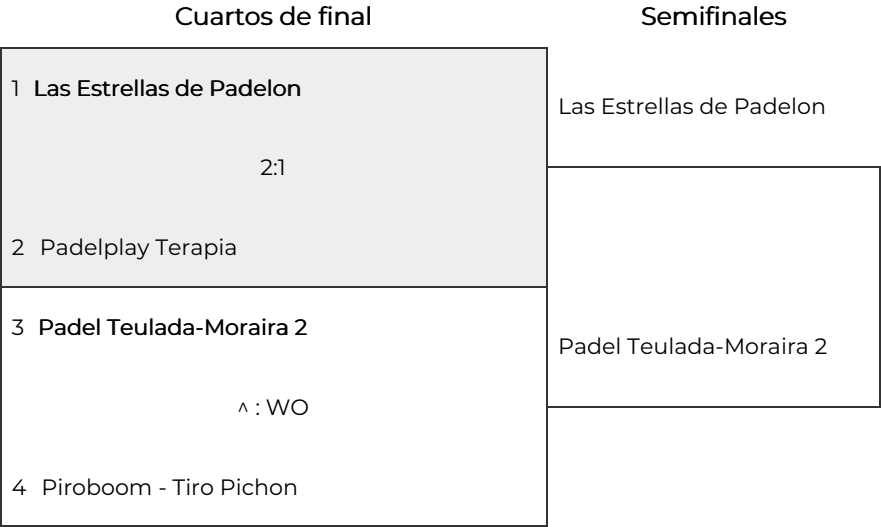 Cuartos de final
Semifinales
1 Las Estrellas de Padelon
2:1
2 Padelplay Terapia
3 Padel Teulada-Moraira 2
^ : WO
4 Piroboom - Tiro Pichon
Las Estrellas de Padelon
Padel Teulada-Moraira 2